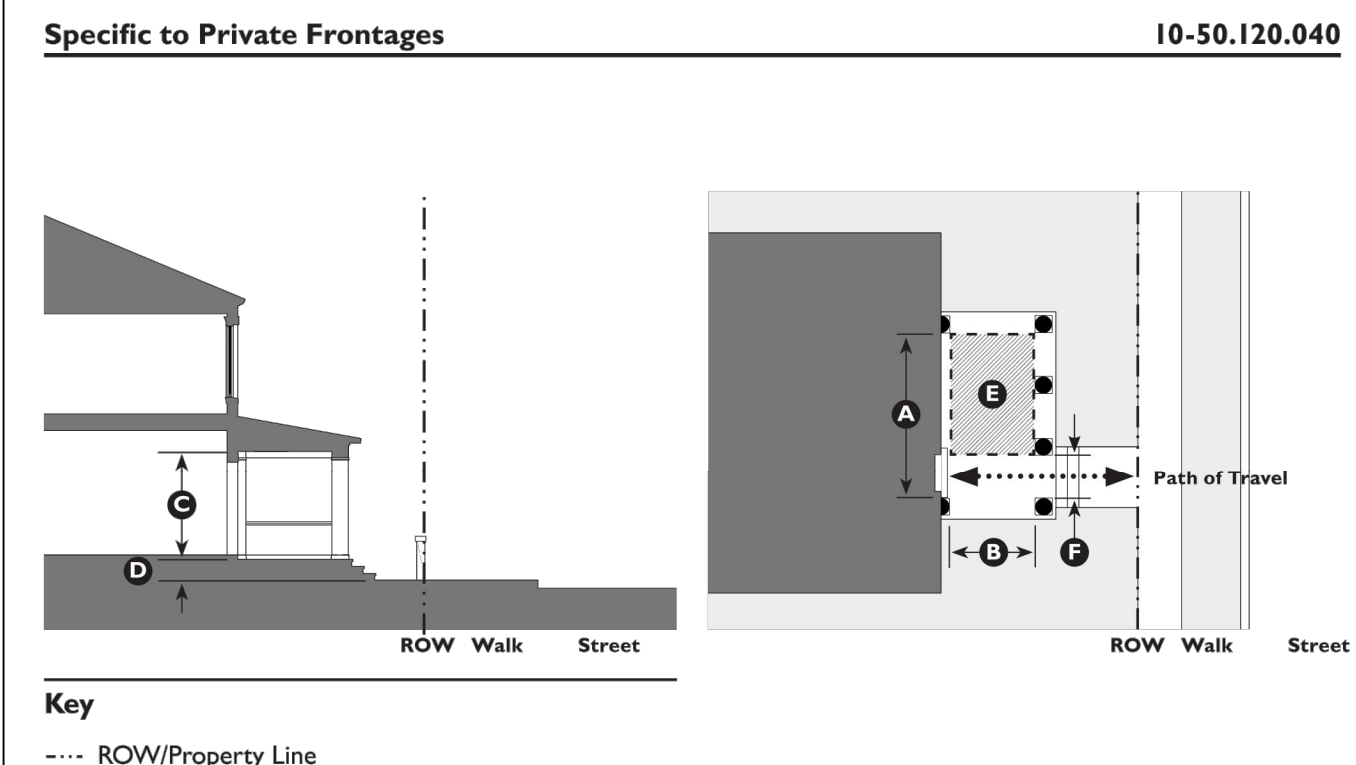 Specific to Private Frontages 10-50.120.040
C
D
ROW Walk Street
A
E
Path of Travel
B
F
ROW Walk Street
Key
ROW/Property Line